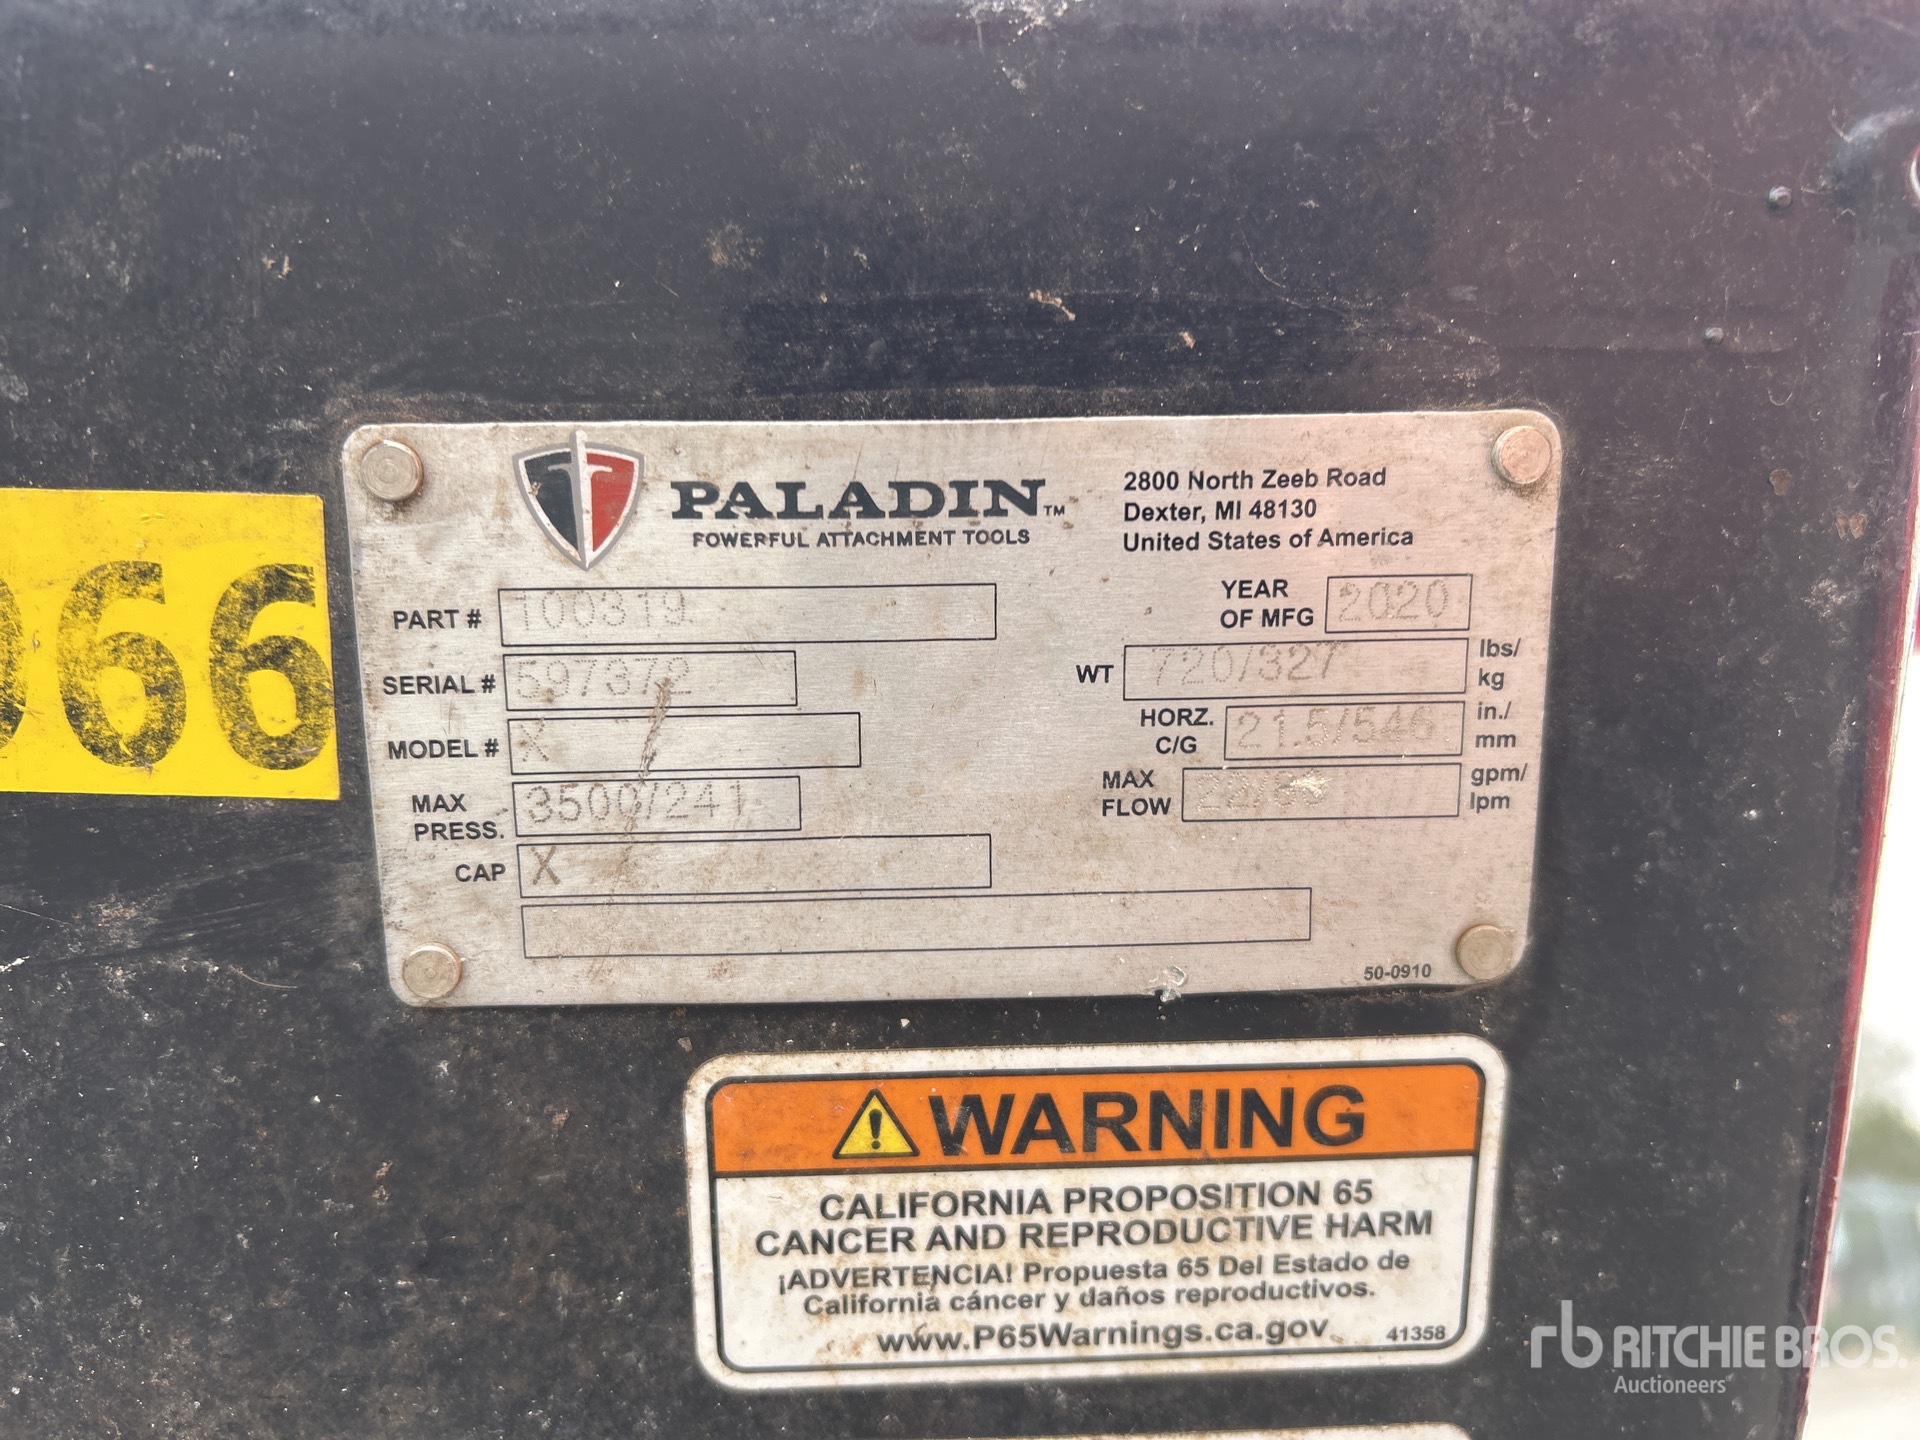 66
PALADIN™
POWERFUL ATTACHMENT TOOLS
2800 North Zeeb Road
Dexter, MI 48130
United States of America
PART # 100319
SERIAL # 597372
MODEL # X
MAX PRESS. 3500/241
CAP X
YEAR OF MFG 2020
WT 720/327 lbs/kg
HORZ. C/G 21.5/546 in./mm
MAX FLOW gpm/lpm
50-0910
WARNING
CALIFORNIA PROPOSITION 65
CANCER AND REPRODUCTIVE HARM
¡ADVERTENCIA! Propuesta 65 Del Estado de
California cáncer y daños reproductivos.
www.P65Warnings.ca.gov
41358
rb RITCHIE BROS.
Auctioneers